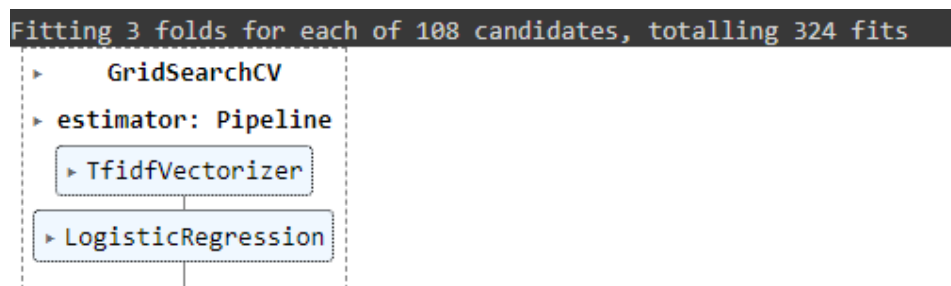 Fitting 3 folds for each of 108 candidates, totalling 324 fits
GridSearchCV
estimator: Pipeline
TfidfVectorizer
LogisticRegression